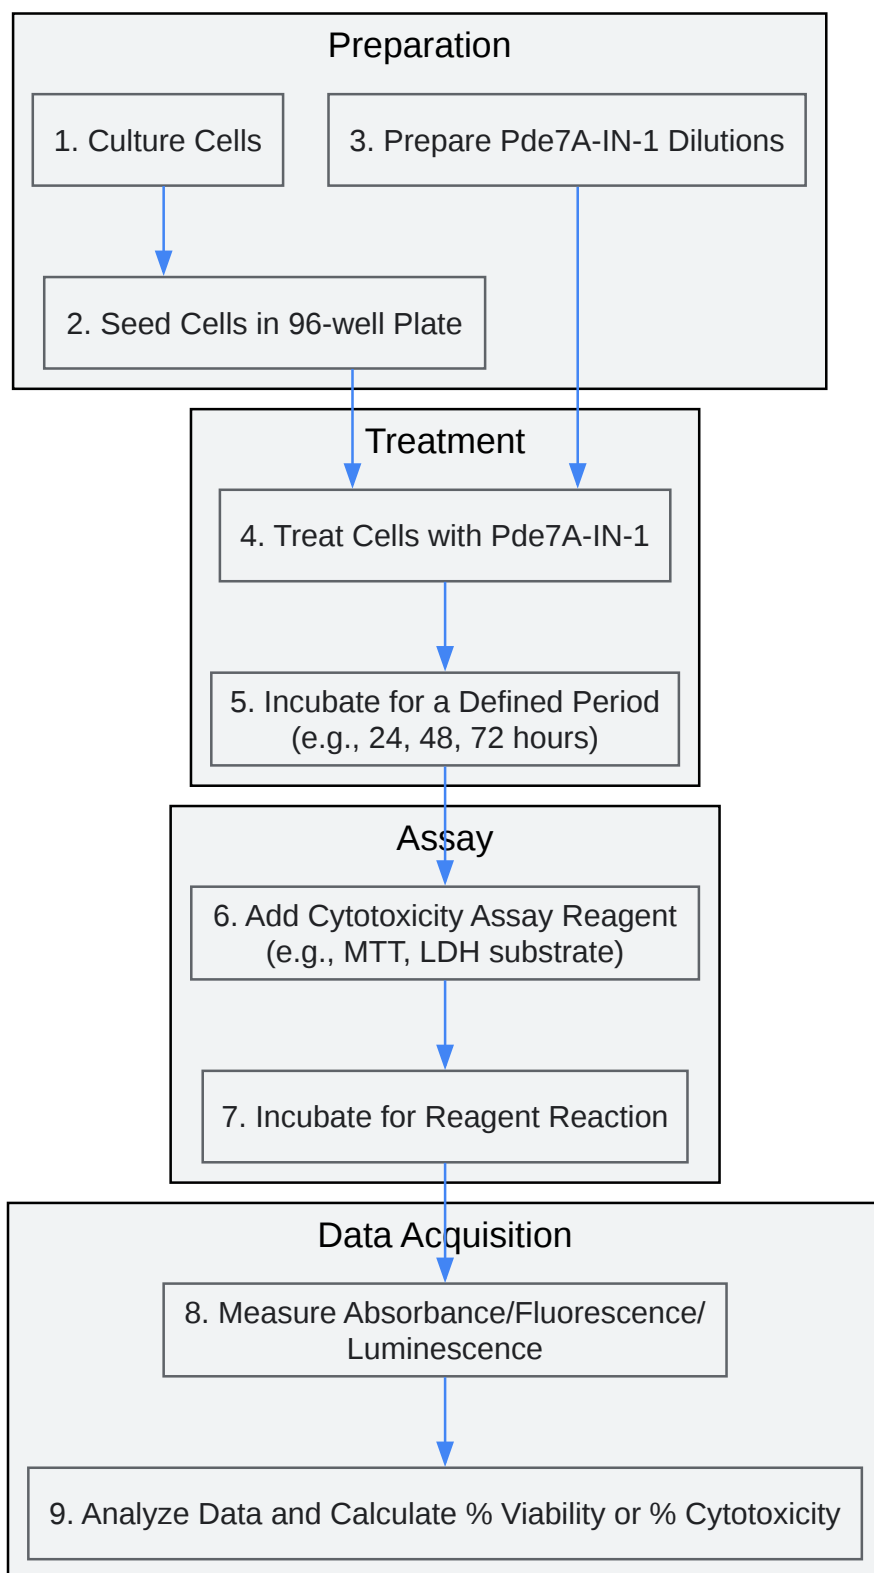 Preparation
1. Culture Cells
3. Prepare Pde7A-IN-1 Dilutions
2. Seed Cells in 96-well Plate
Treatment
4. Treat Cells with Pde7A-IN-1
5. Incubate for a Defined Period
(e.g., 24, 48, 72 hours)
Assay
6. Add Cytotoxicity Assay Reagent
(e.g., MTT, LDH substrate)
7. Incubate for Reagent Reaction
Data Acquisition
8. Measure Absorbance/Fluorescence/
Luminescence
9. Analyze Data and Calculate % Viability or % Cytotoxicity